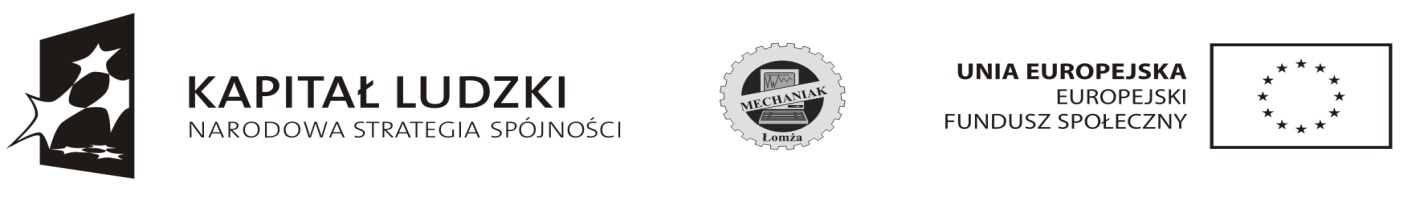 KAPITAŁ LUDZKI
NARODOWA STRATEGIA SPÓJNOŚCI
MECHANIAK
Łomża
UNIA EUROPEJSKA
EUROPEJSKI
FUNDUSZ SPOŁECZNY